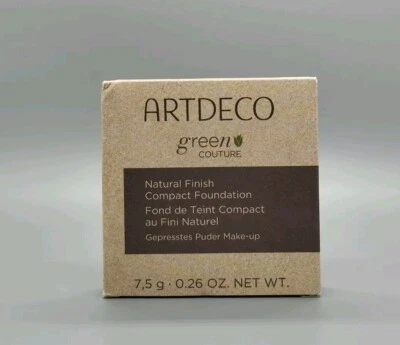 ARTDECO
green
COUTURE
Natural Finish
Compact Foundation
Fond de Teint Compact
au Fini Naturel
Gepresstes Puder Make-up
7,5 g · 0.26 OZ. NET WT.